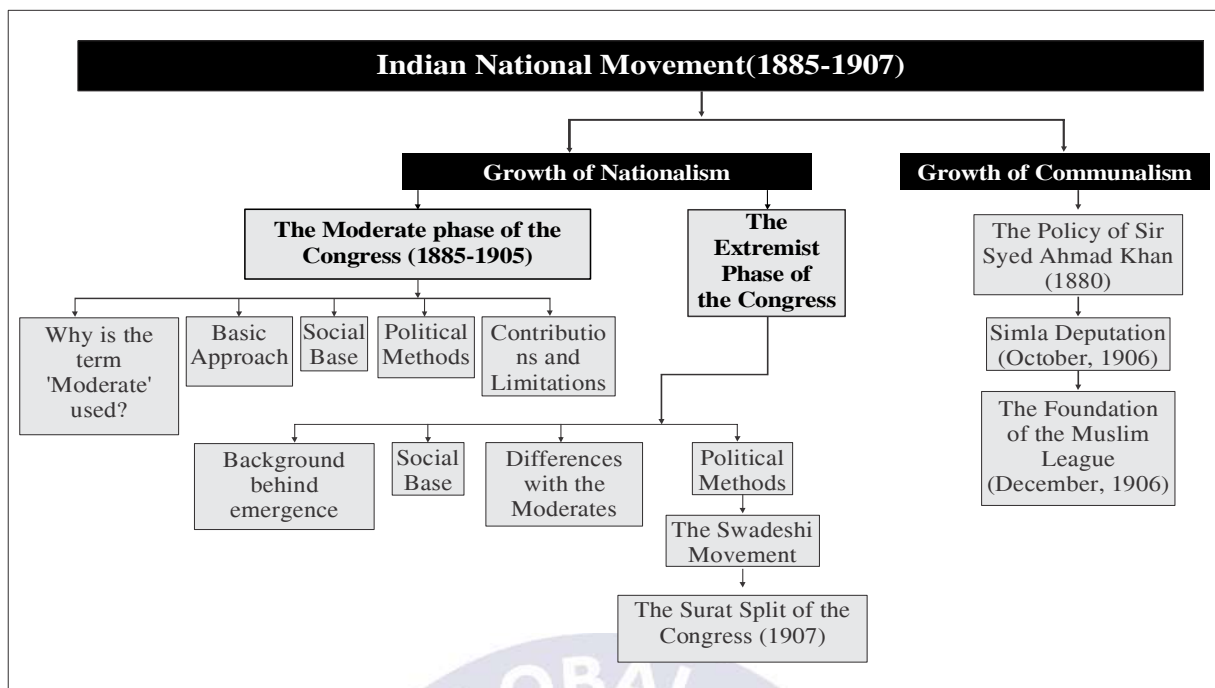 Indian National Movement(1885-1907)
Growth of Nationalism
Growth of Communalism
The Moderate phase of the
Congress (1885-1905)
The
Extremist
Phase of
the Congress
The Policy of Sir
Syed Ahmad Khan
(1880)
Why is the
term
'Moderate'
used?
Basic
Approach
Social
Base
Political
Methods
Contributio
ns and
Limitations
Simla Deputation
(October, 1906)
The Foundation
of the Muslim
League
(December, 1906)
Background
behind
emergence
Social
Base
Differences
with the
Moderates
Political
Methods
The Swadeshi
Movement
The Surat Split of the
Congress (1907)